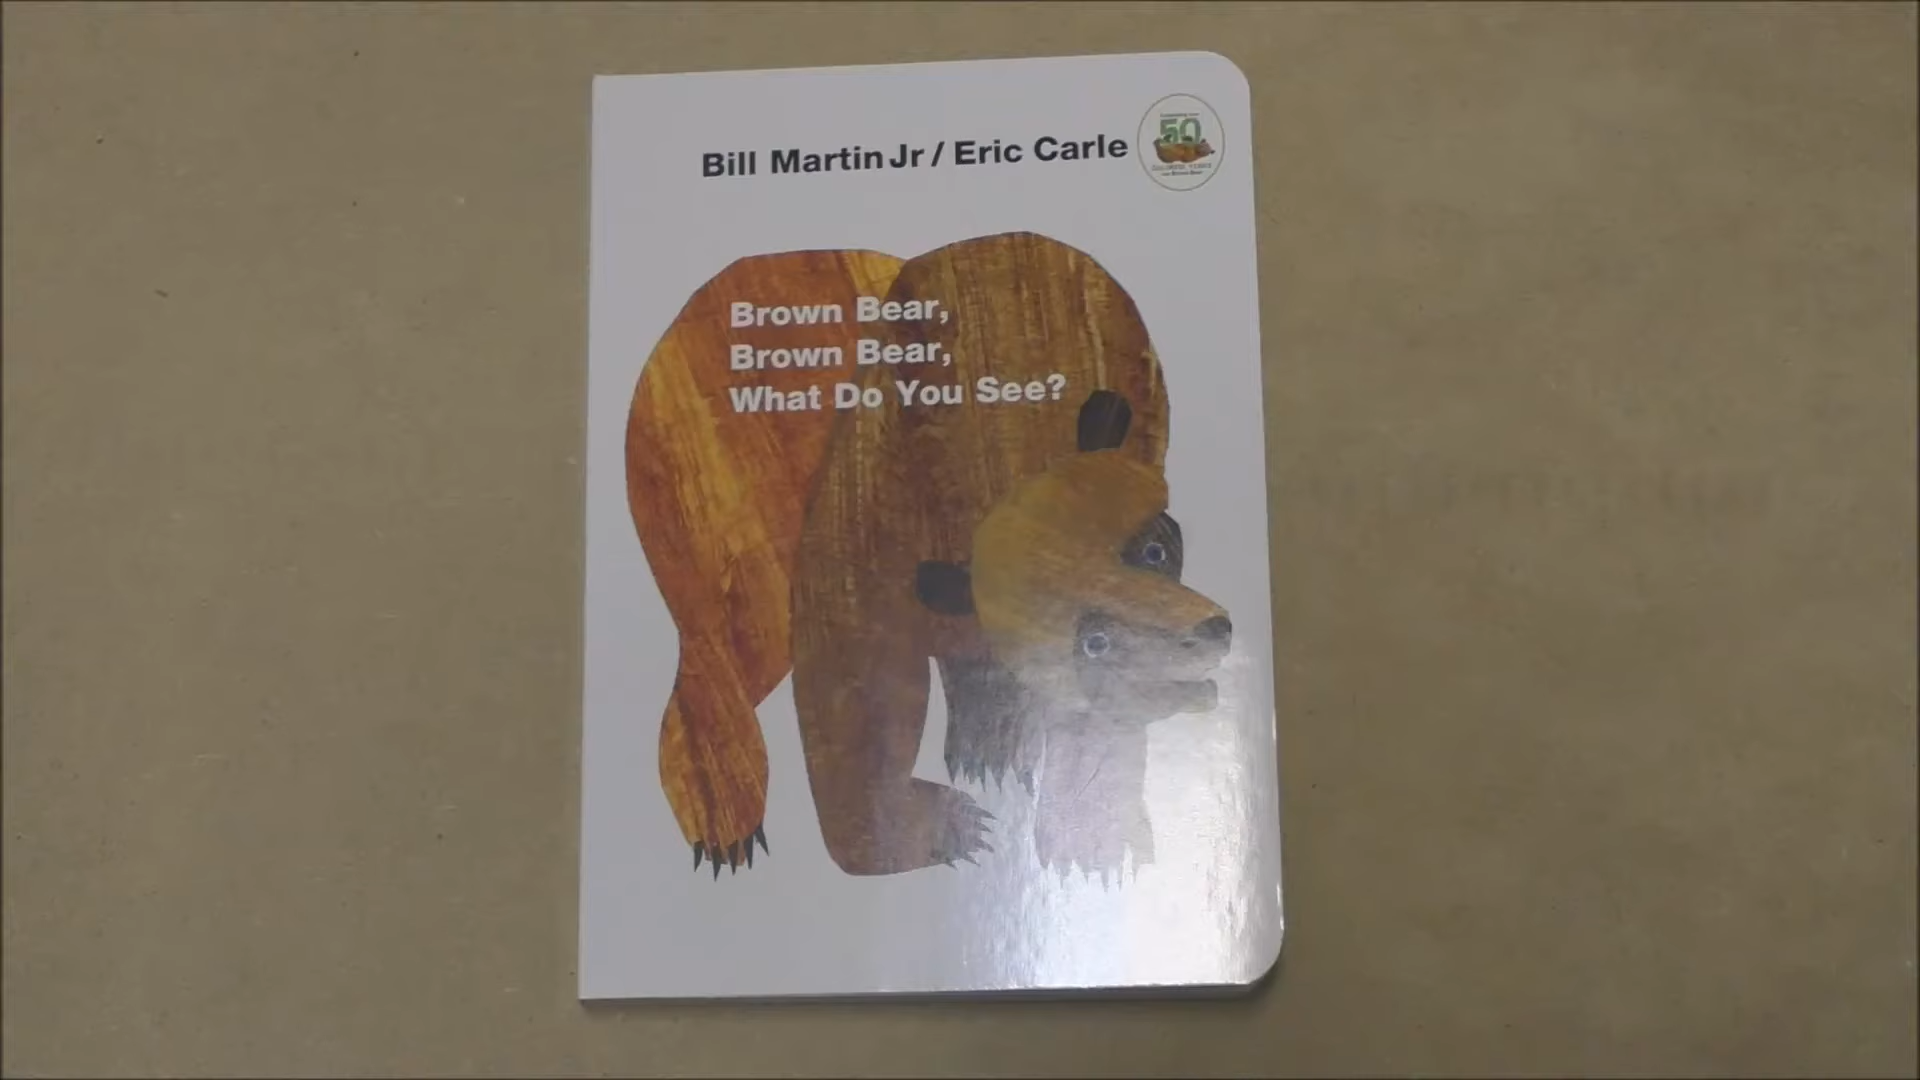 Bill Martin Jr / Eric Carle
50
Brown Bear,
Brown Bear,
What Do You See?